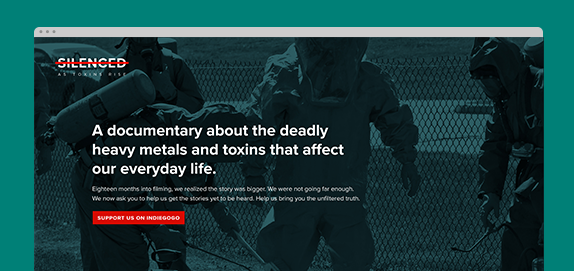 SILENCED
AS TOXINS RISE
A documentary about the deadly
heavy metals and toxins that affect
our everyday life.
Eighteen months into filming, we realized the story was bigger. We were not going far enough.
We now ask you to help us get the stories yet to be heard. Help us bring you the unfiltered truth.
SUPPORT US ON INDIEGOGO